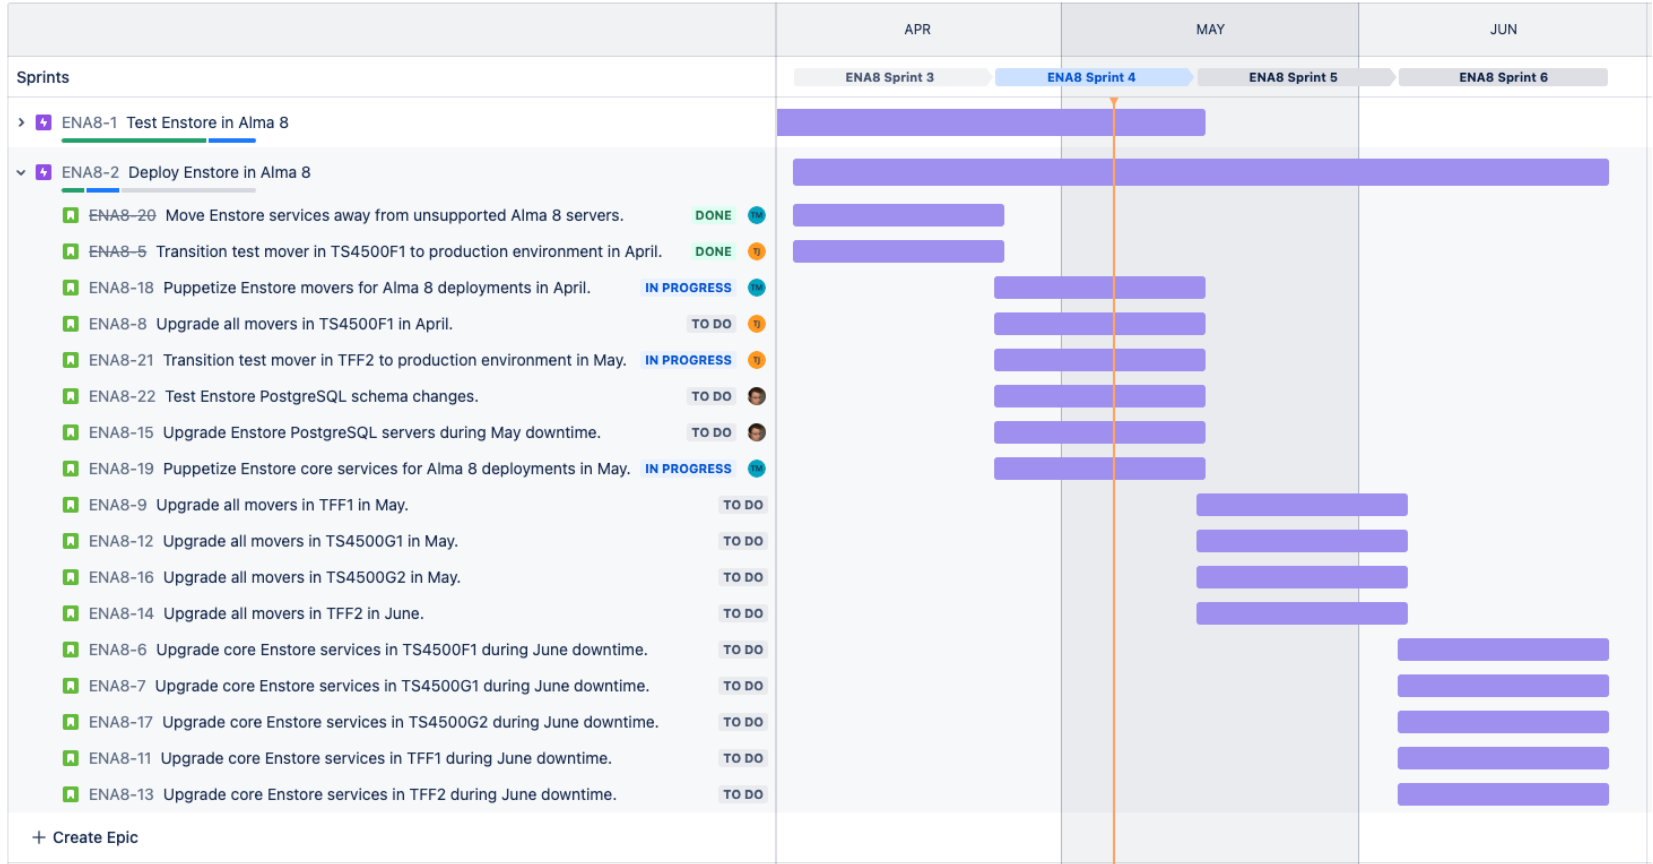 APR MAY JUN
Sprints ENA8 Sprint 3 ENA8 Sprint 4 ENA8 Sprint 5 ENA8 Sprint 6
ENA8-1 Test Enstore in Alma 8
ENA8-2 Deploy Enstore in Alma 8
ENA8-20 Move Enstore services away from unsupported Alma 8 servers. DONE TM
ENA8-5 Transition test mover in TS4500F1 to production environment in April. DONE TJ
ENA8-18 Puppetize Enstore movers for Alma 8 deployments in April. IN PROGRESS TM
ENA8-8 Upgrade all movers in TS4500F1 in April. TO DO TJ
ENA8-21 Transition test mover in TFF2 to production environment in May. IN PROGRESS TJ
ENA8-22 Test Enstore PostgreSQL schema changes. TO DO
ENA8-15 Upgrade Enstore PostgreSQL servers during May downtime. TO DO
ENA8-19 Puppetize Enstore core services for Alma 8 deployments in May. IN PROGRESS TM
ENA8-9 Upgrade all movers in TFF1 in May. TO DO
ENA8-12 Upgrade all movers in TS4500G1 in May. TO DO
ENA8-16 Upgrade all movers in TS4500G2 in May. TO DO
ENA8-14 Upgrade all movers in TFF2 in June. TO DO
ENA8-6 Upgrade core Enstore services in TS4500F1 during June downtime. TO DO
ENA8-7 Upgrade core Enstore services in TS4500G1 during June downtime. TO DO
ENA8-17 Upgrade core Enstore services in TS4500G2 during June downtime. TO DO
ENA8-11 Upgrade core Enstore services in TFF1 during June downtime. TO DO
ENA8-13 Upgrade core Enstore services in TFF2 during June downtime. TO DO
+ Create Epic